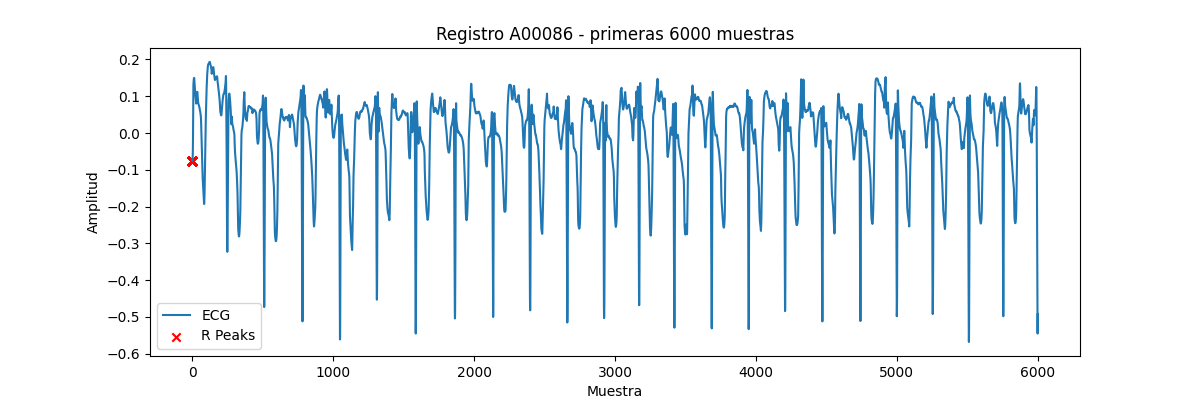 Registro A00086 - primeras 6000 muestras
0.2
0.1
0.0
−0.1
−0.2
−0.3
−0.4
−0.5
−0.6
Amplitud
ECG
R Peaks
0 1000 2000 3000 4000 5000 6000
Muestra